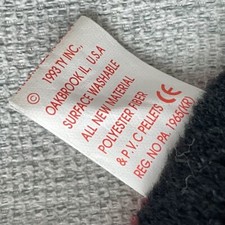 © 1993 TY INC.,
OAKBROOK IL, U.S.A
SURFACE WASHABLE
ALL NEW MATERIAL
POLYESTER FIBER
& P.V.C PELLETS CE
REG. NO PA. 1965(KR)